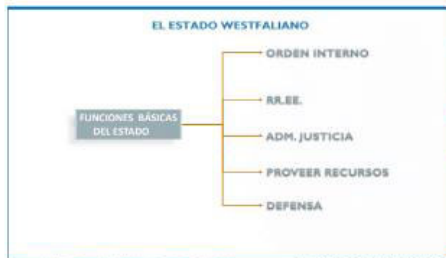 EL ESTADO WESTFALIANO
ORDEN INTERNO
RR.EE.
FUNCIONES BÁSICAS
DEL ESTADO
ADM. JUSTICIA
PROVEER RECURSOS
DEFENSA